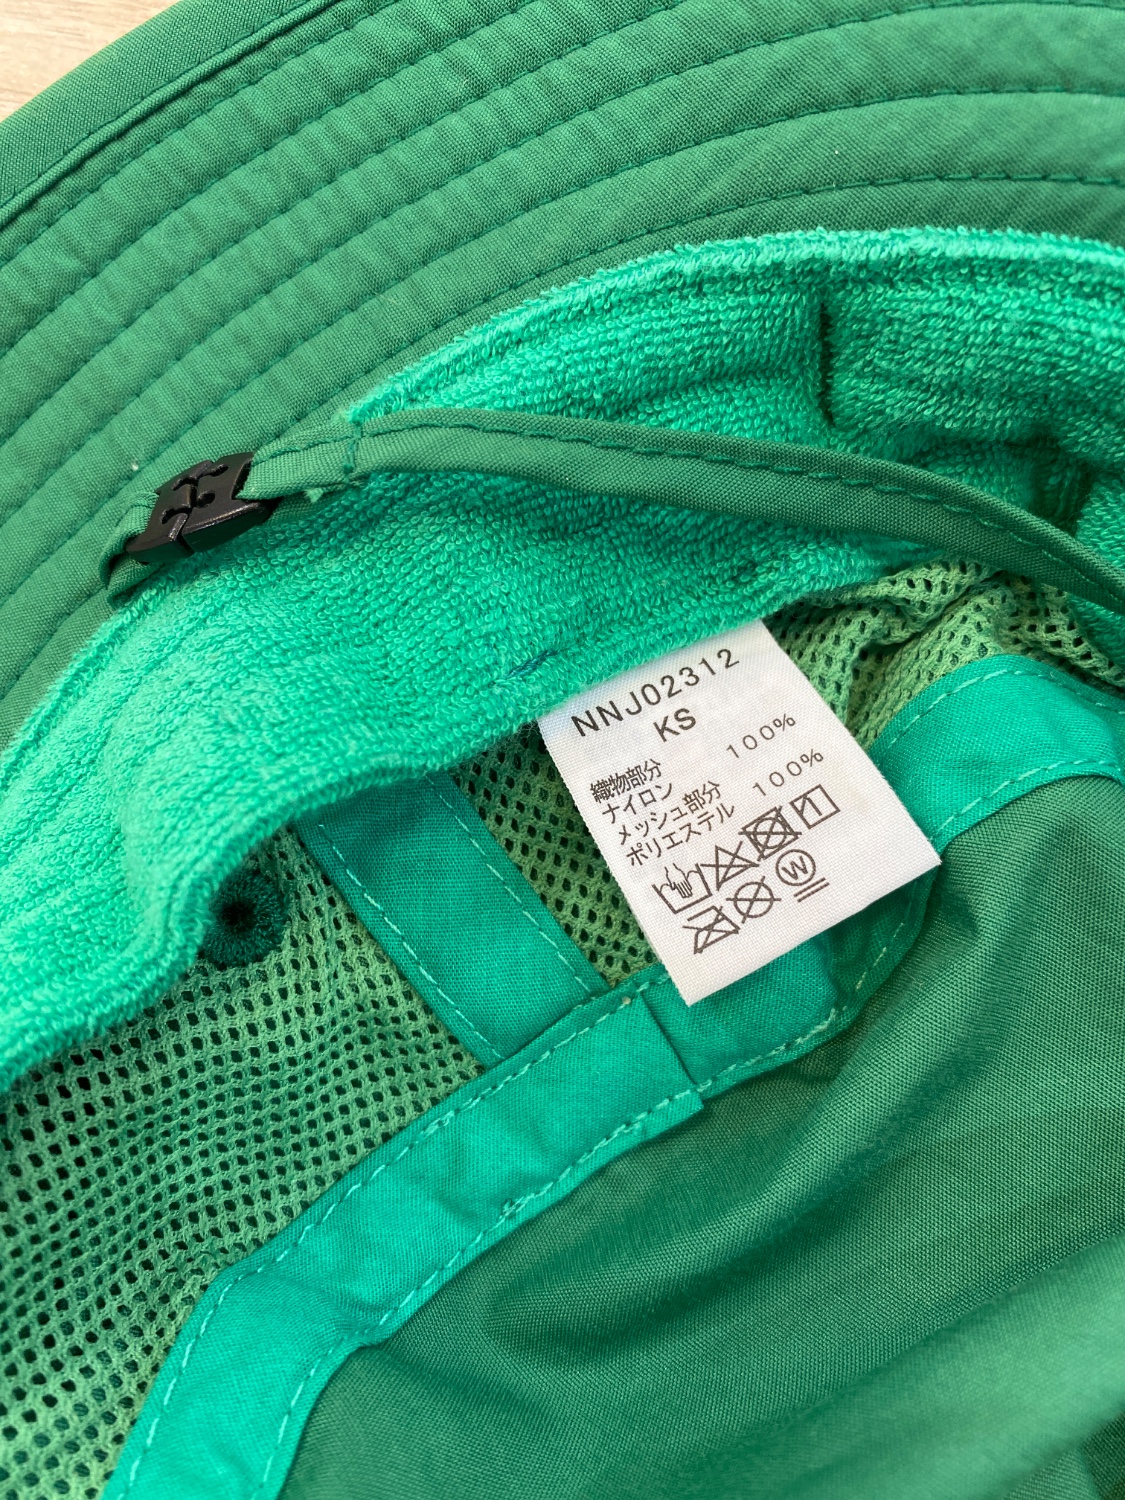 NNJ02312
KS
織物部分
ナイロン 100%
メッシュ部分
ポリエステル 100%
W